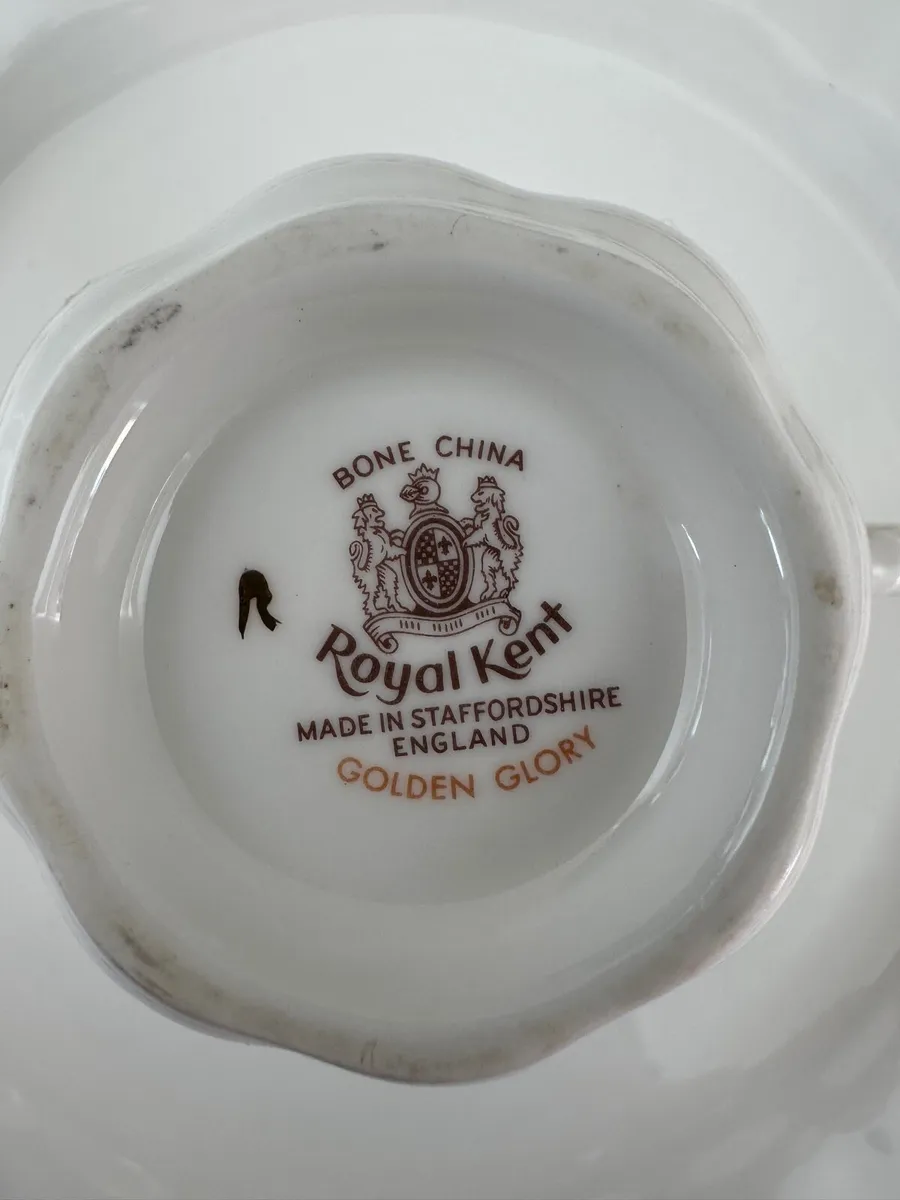 BONE CHINA
R
Royal Kent
MADE IN STAFFORDSHIRE
ENGLAND
GOLDEN GLORY